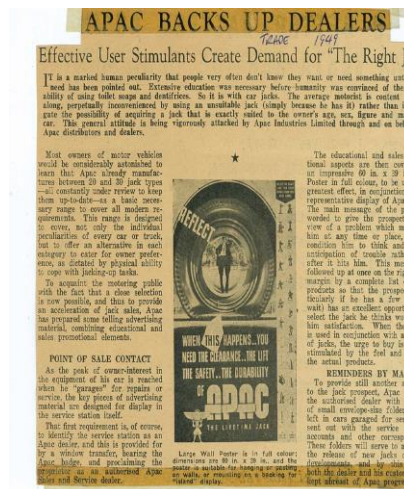 APAC BACKS UP DEALERS
TRADE 1949
Effective User Stimulants Create Demand for "The Right J
IT is a marked human peculiarity that people very often don't know they want or need something unt
need has been pointed out. Extensive education was necessary before humanity was convinced of the
ability of using toilet soaps and dentifrices. So it is with car jacks. The average motorist is content
along, perfectly inconvenienced by using an unsuitable jack (simply because he has it) rather than i
gate the possibility of acquiring a jack that is exactly suited to the owner's age, sex, figure and m
car. This general attitude is being vigorously attacked by Apac Industries Limited through and on beh
Apac distributors and dealers.
Most owners of motor vehicles
would be considerably astonished to
learn that Apac already manufac-
tures between 20 and 30 jack types
—all constantly under review to keep
them up-to-date—as a basic neces-
sary range to cover all modern re-
quirements. This range is designed
to cover, not only the individual
peculiarities of every car or truck,
but to offer an alternative in each
category to cater for owner prefer-
ence, as dictated by physical ability
to cope with jacking-up tasks.
To acquaint the motoring public
with the fact that a close selection
is now possible, and thus to provide
an acceleration of jack sales, Apac
has prepared some telling advertising
material, combining educational and
sales promotional elements.
POINT OF SALE CONTACT
As the peak of owner-interest in
the equipment of his car is reached
when he "garages" for repairs or
service, the key pieces of advertising
material are designed for display in
the service station itself.
That first requirement is, of course,
to identify the service station as an
Apac dealer, and this is provided for
by a window transfer, bearing the
Apac badge, and proclaiming the
proprietor as an authorised Apac
Sales and Service dealer.
REFLECT
WHEN THIS HAPPENS..YOU
NEED THE CLEARANCE..THE LIFT
THE SAFETY..THE DURABILITY
OF APAC
THE LIFETIME JACK
Large Wall Poster is in full colour;
dimensions are 60 in. x 39 in., and the
poster is suitable for hanging or pasting
on walls, or mounting as a backing for
"island" display.
The educational and sales
tional aspects are then cov
an impressive 60 in. x 39 i
Poster in full colour, to be
greatest effect, in conjunction
representative display of Apa
The main message of the
worded to give the prospect
view of a problem which
him at any time or place,
condition him to think and
anticipation of trouble
after it hits him. This me
followed up at once on the rig
margin by a complete list
products so that the prospec
ticularly if he has a few
wait) has an excellent oppor
select the jack he thinks wo
him satisfaction. When th
is used in conjunction with a
of jacks, the urge to buy is
stimulated by the feel and
the actual products.
REMINDERS BY MA
To provide still another
to the jack prospect, Apac
the authorised dealer with
of small envelope-size folders
left in cars garaged for ser
sent out with the service
accounts and other corresp
These folders will serve to
the release of new jacks
developments, and by
both the dealer and his custom
kept abreast of Apac progres